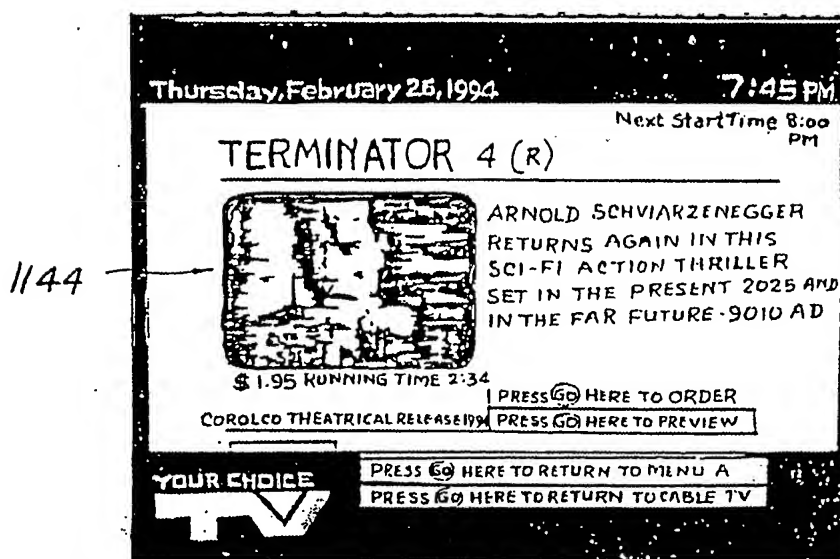 Thursday, February 26, 1994 7:45 PM
Next Start Time 8:00
PM
TERMINATOR 4 (R)
ARNOLD SCHVIARZENEGGER
RETURNS AGAIN IN THIS
SCI-FI ACTION THRILLER
SET IN THE PRESENT 2025 AND
IN THE FAR FUTURE-9010 AD
1144
$ 1.95 RUNNING TIME 2:34
PRESS GO HERE TO ORDER
COROLCO THEATRICAL RELEASE 1994
PRESS GO HERE TO PREVIEW
YOUR CHOICE
TV
PRESS GO HERE TO RETURN TO MENU A
PRESS GO HERE TO RETURN TO CABLE TV